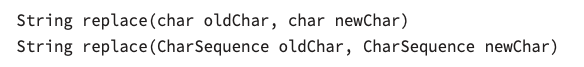 String replace(char oldChar, char newChar)
String replace(CharSequence oldChar, CharSequence newChar)